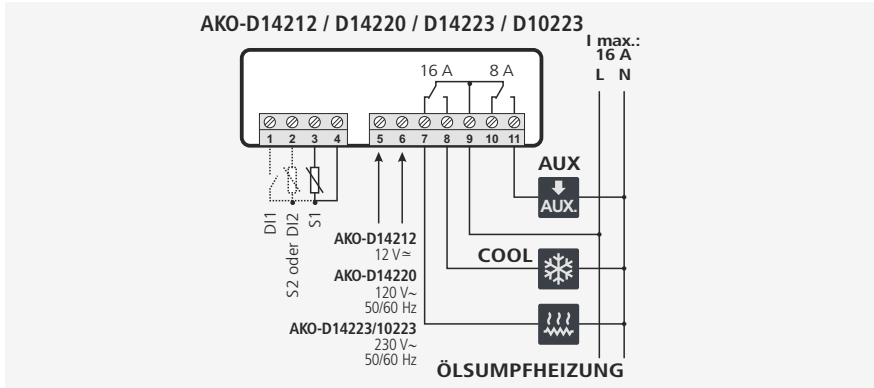 AKO-D14212 / D14220 / D14223 / D10223
I max.:
16 A
L N
16 A 8 A
1 2 3 4 5 6 7 8 9 10 11
DI1
S2 oder DI2
S1
AKO-D14212
12 V≃
AKO-D14220
120 V~
50/60 Hz
AKO-D14223/10223
230 V~
50/60 Hz
AUX
AUX.
COOL
ÖLSUMPFHEIZUNG